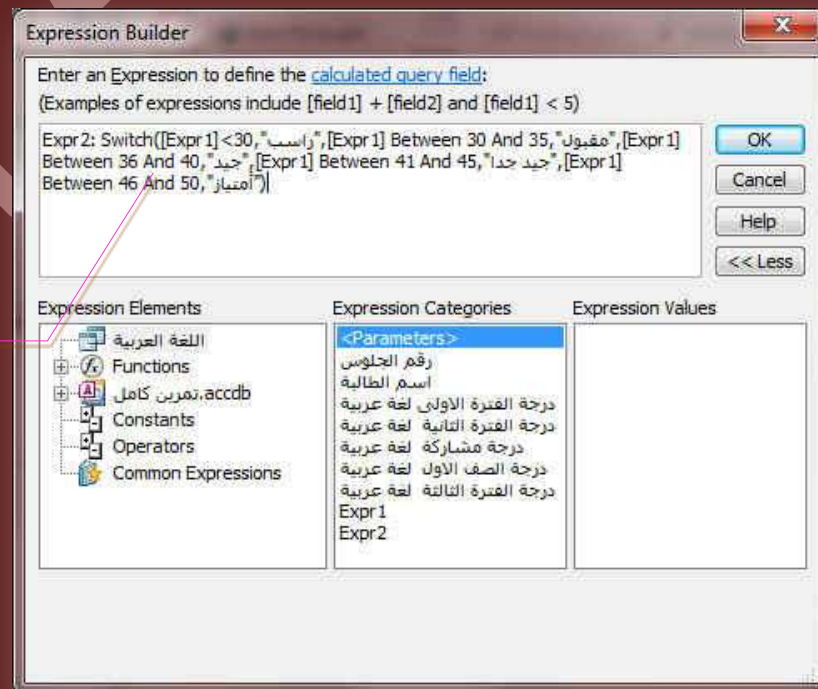 Expression Builder
Enter an Expression to define the calculated query field:
(Examples of expressions include [field1] + [field2] and [field1] < 5)
Expr2: Switch([Expr1]<30,"راسب",[Expr1] Between 30 And 35,"مقبول",[Expr1]
Between 36 And 40,"جيد",[Expr1] Between 41 And 45,"جيد جدا",[Expr1]
Between 46 And 50,"أمتياز")
OK
Cancel
Help
<< Less
Expression Elements
اللغة العربية
Functions
تمرين كامل.accdb
Constants
Operators
Common Expressions
Expression Categories
<Parameters>
رقم الجلوس
اسم الطالبة
درجة الفترة الاولى لغة عربية
درجة الفترة الثانية لغة عربية
درجة مشاركة لغة عربية
درجة الصف الاول لغة عربية
درجة الفترة الثالثة لغة عربية
Expr1
Expr2
Expression Values